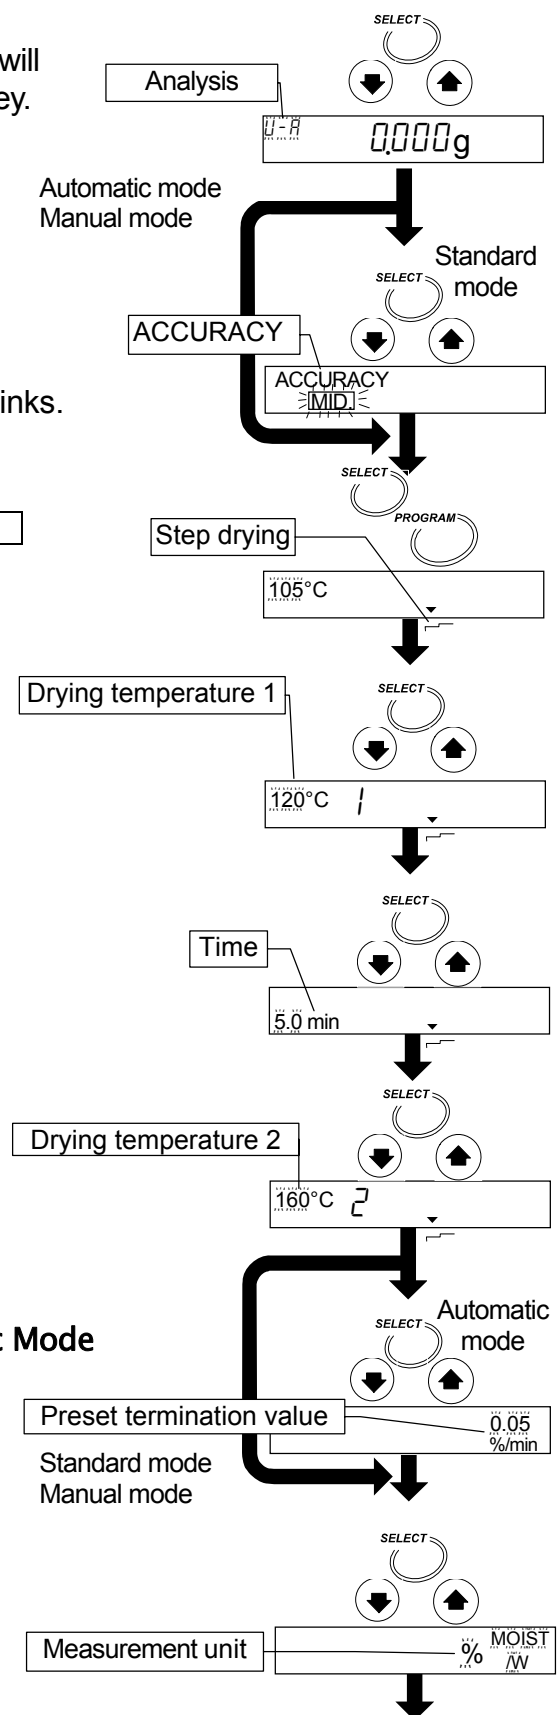 SELECT
will
ey.
Analysis
U-A 0.000g
Automatic mode
Manual mode
Standard
mode
SELECT
ACCURACY
ACCURACY
MID.
inks.
SELECT
PROGRAM
Step drying
105°C
Drying temperature 1
SELECT
120°C 1
SELECT
Time
5.0 min
SELECT
Drying temperature 2
160°C 2
Automatic
mode
SELECT
t Mode
Preset termination value
0.05
%/min
Standard mode
Manual mode
SELECT
Measurement unit
% MOIST
/W